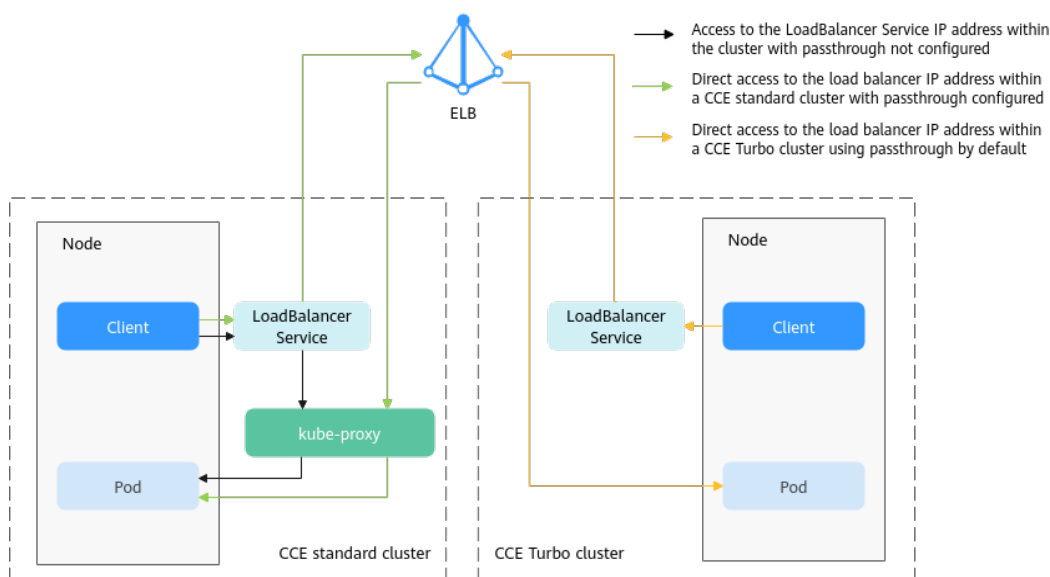 Access to the LoadBalancer Service IP address within
the cluster with passthrough not configured
Direct access to the load balancer IP address within
a CCE standard cluster with passthrough configured
Direct access to the load balancer IP address within
a CCE Turbo cluster using passthrough by default
ELB
Node
Client
LoadBalancer
Service
kube-proxy
Pod
CCE standard cluster
Node
LoadBalancer
Service
Client
Pod
CCE Turbo cluster